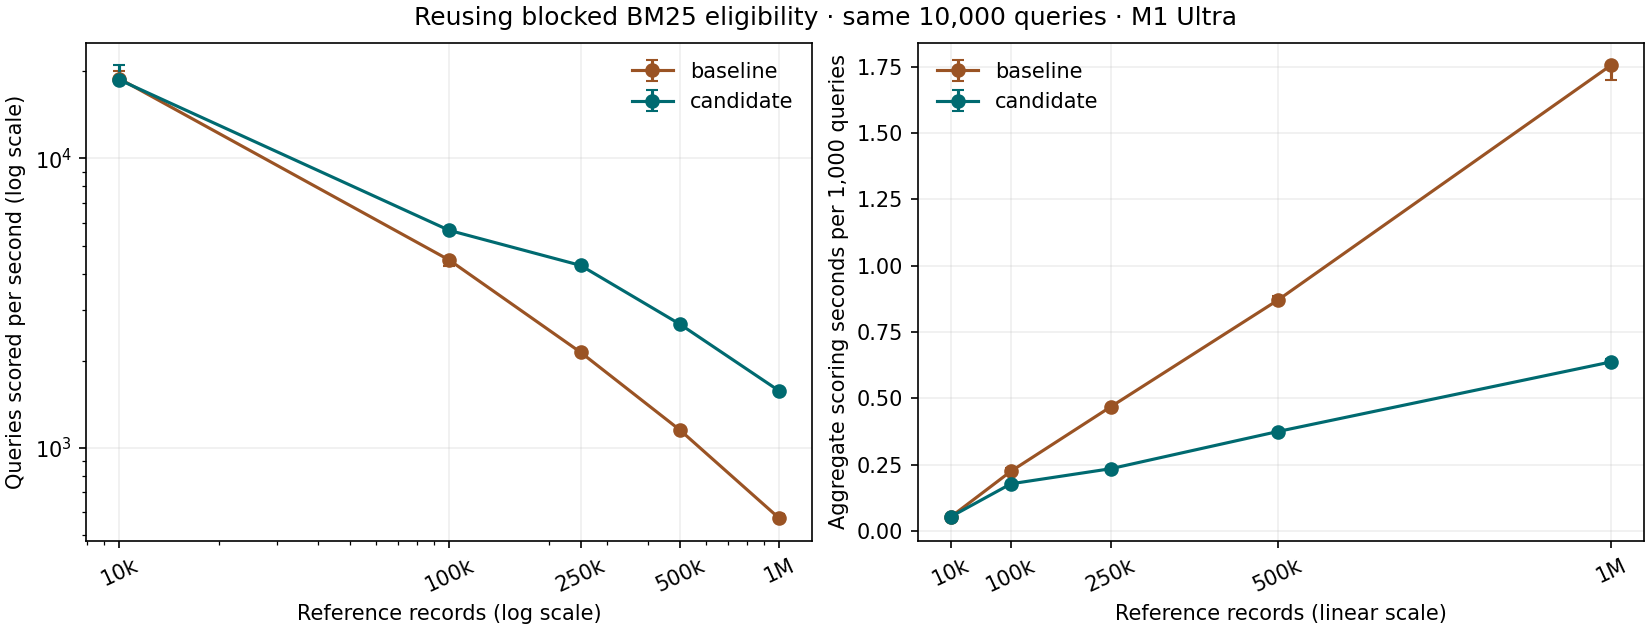 Reusing blocked BM25 eligibility · same 10,000 queries · M1 Ultra
Queries scored per second (log scale)
10⁴
10³
baseline
candidate
10k
100k
250k
500k
1M
Reference records (log scale)
Aggregate scoring seconds per 1,000 queries
1.75
1.50
1.25
1.00
0.75
0.50
0.25
0.00
baseline
candidate
10k
100k
250k
500k
1M
Reference records (linear scale)